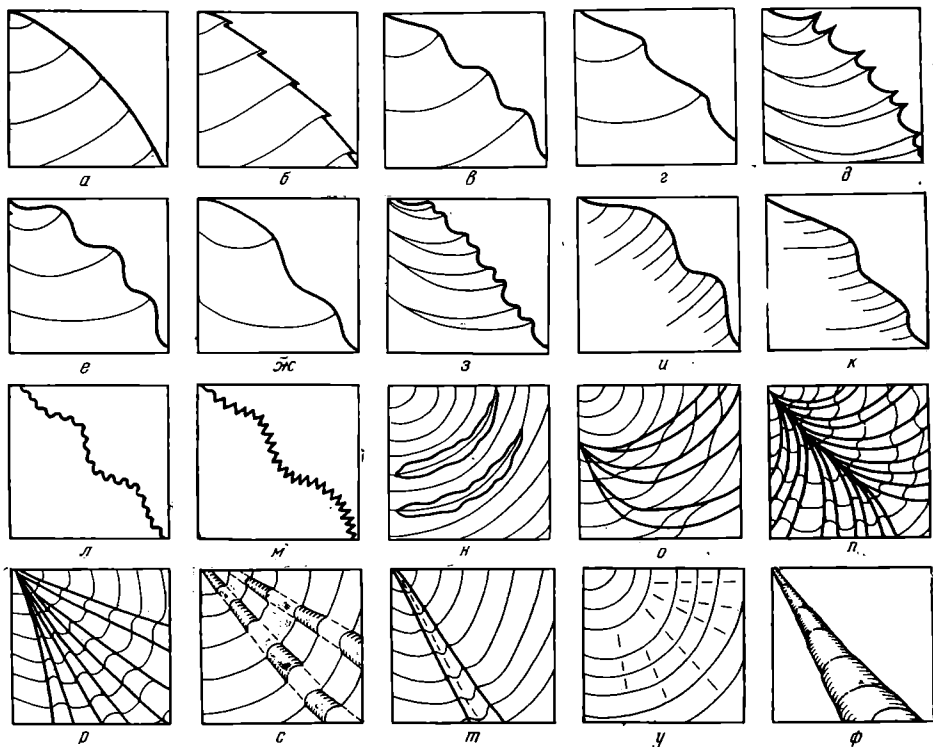 а б в г д
е ж з и к
л м н о п
р с т у ф